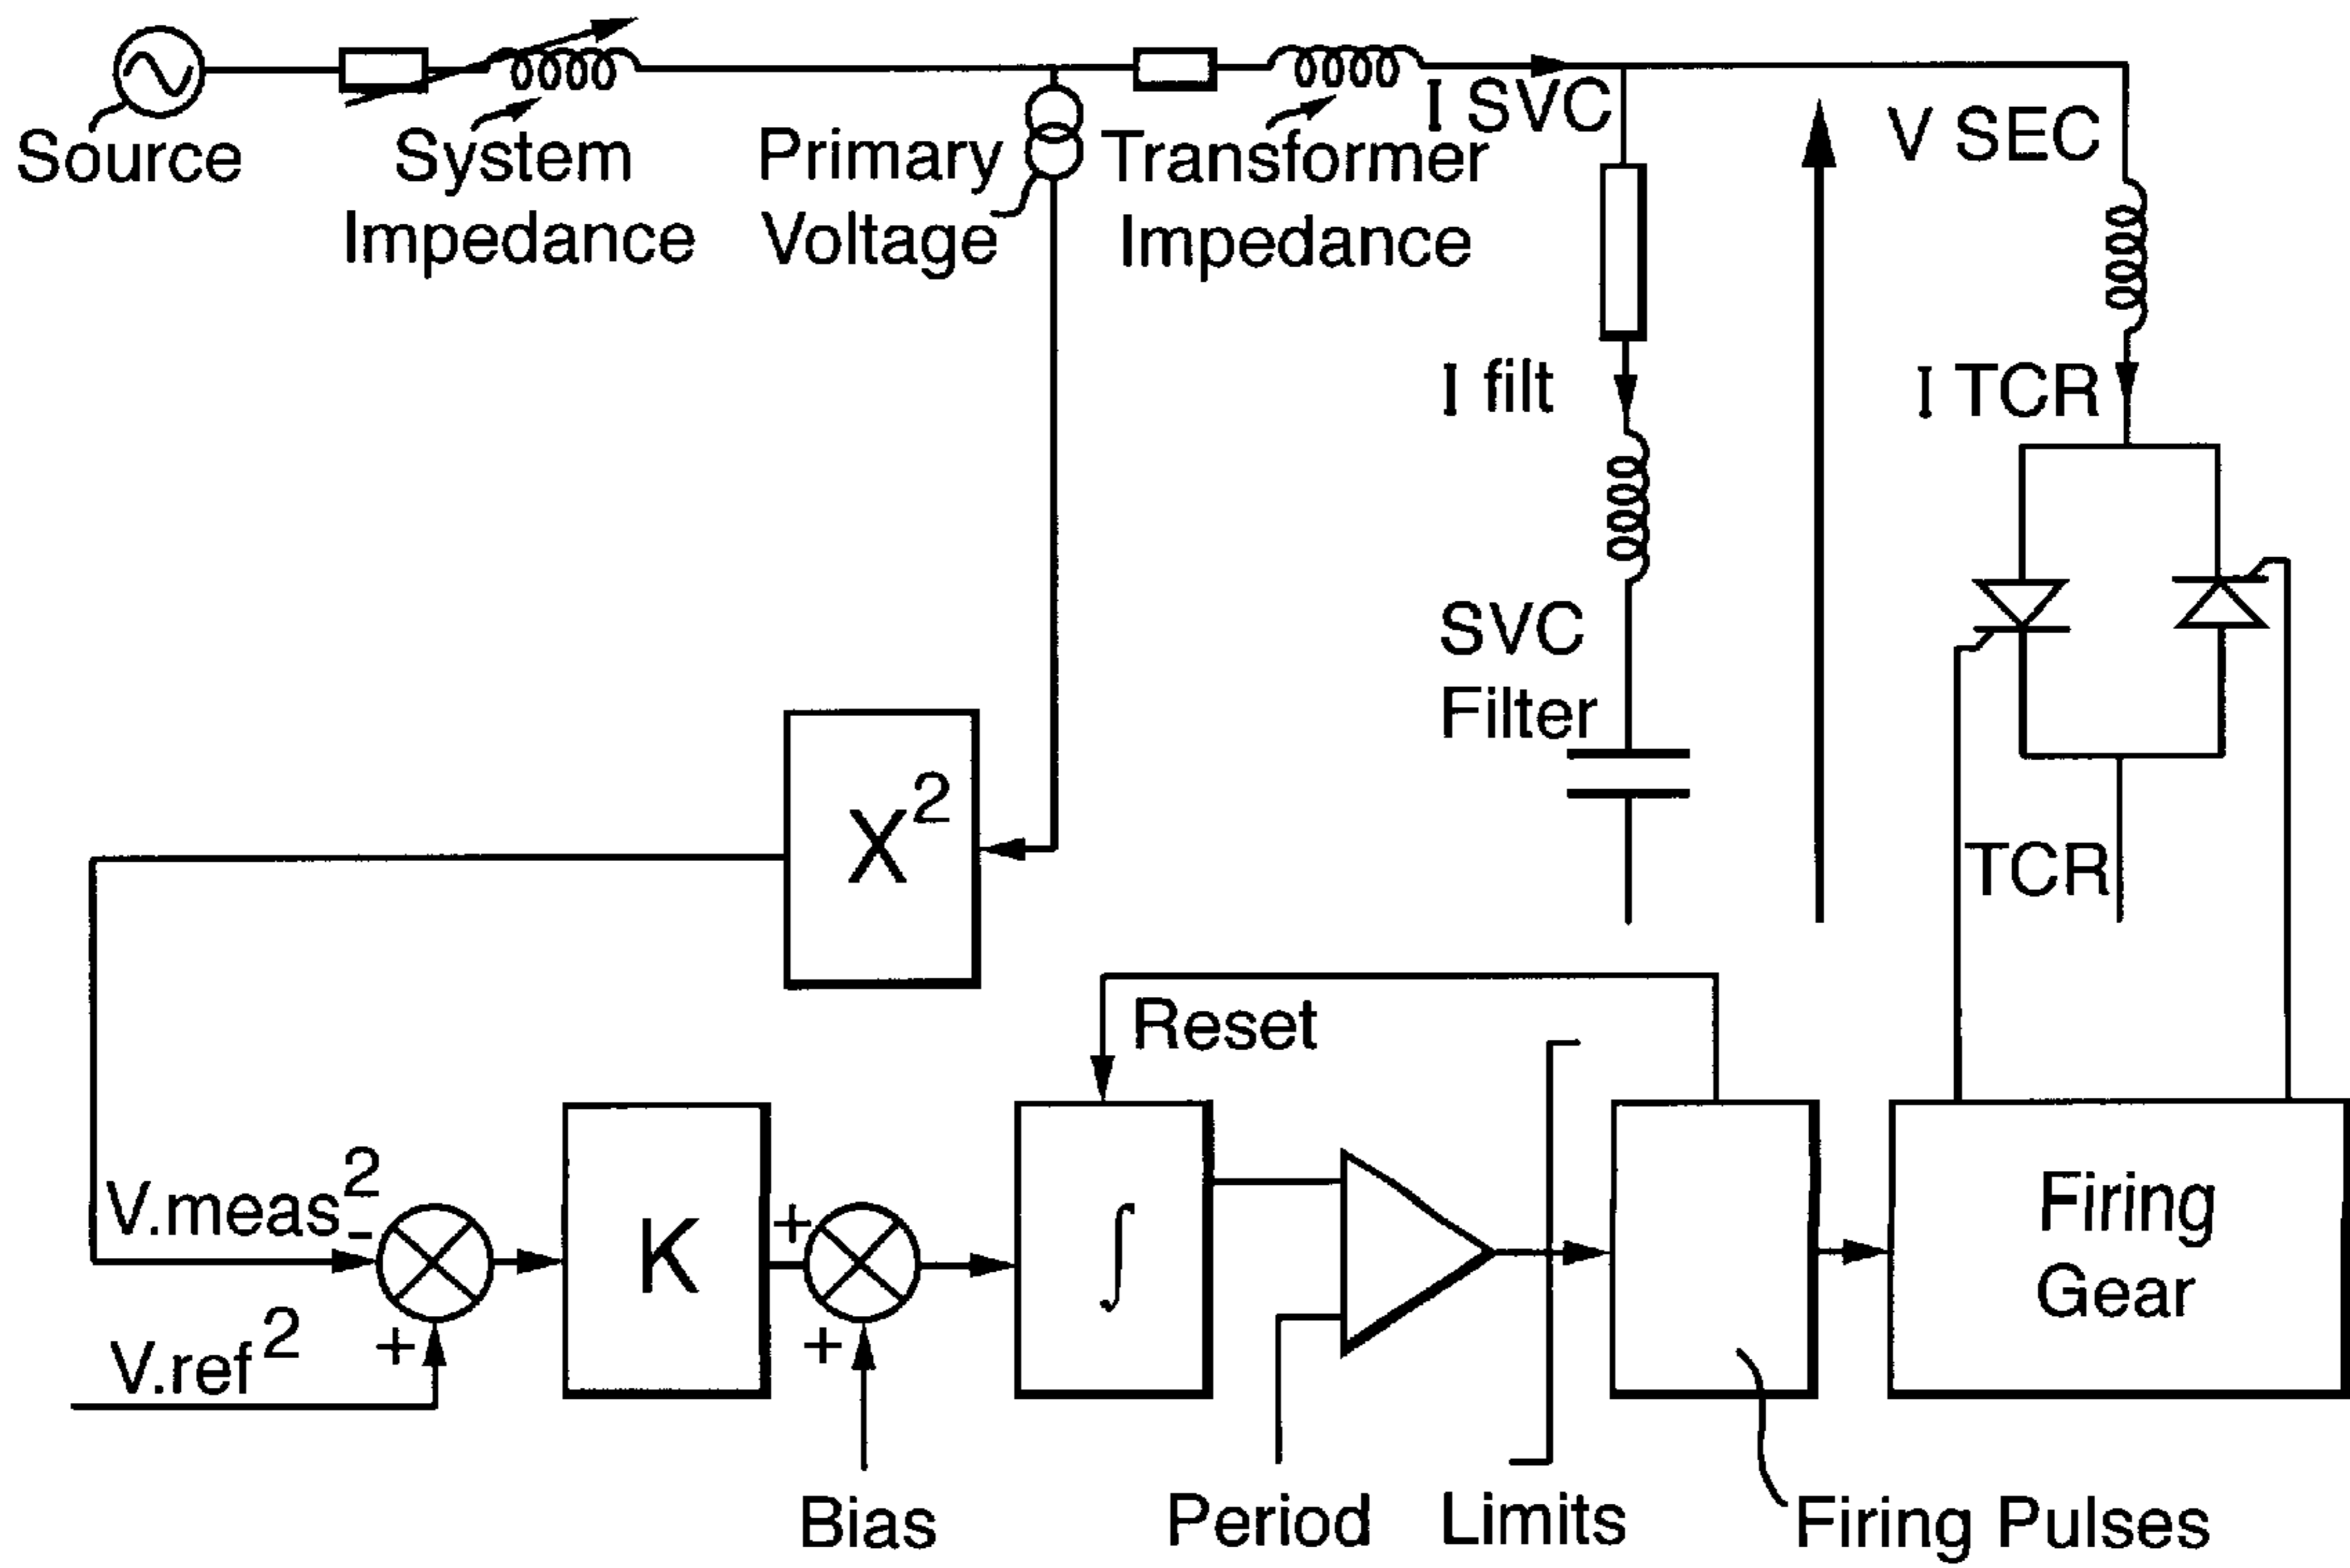 Source
System
Impedance
Primary
Voltage
Transformer
Impedance
I SVC
V SEC
I filt
I TCR
SVC
Filter
X²
TCR
Reset
V.meas²
-
+
V.ref²
K
+
+
Bias
∫
Period
Limits
Firing
Gear
Firing Pulses